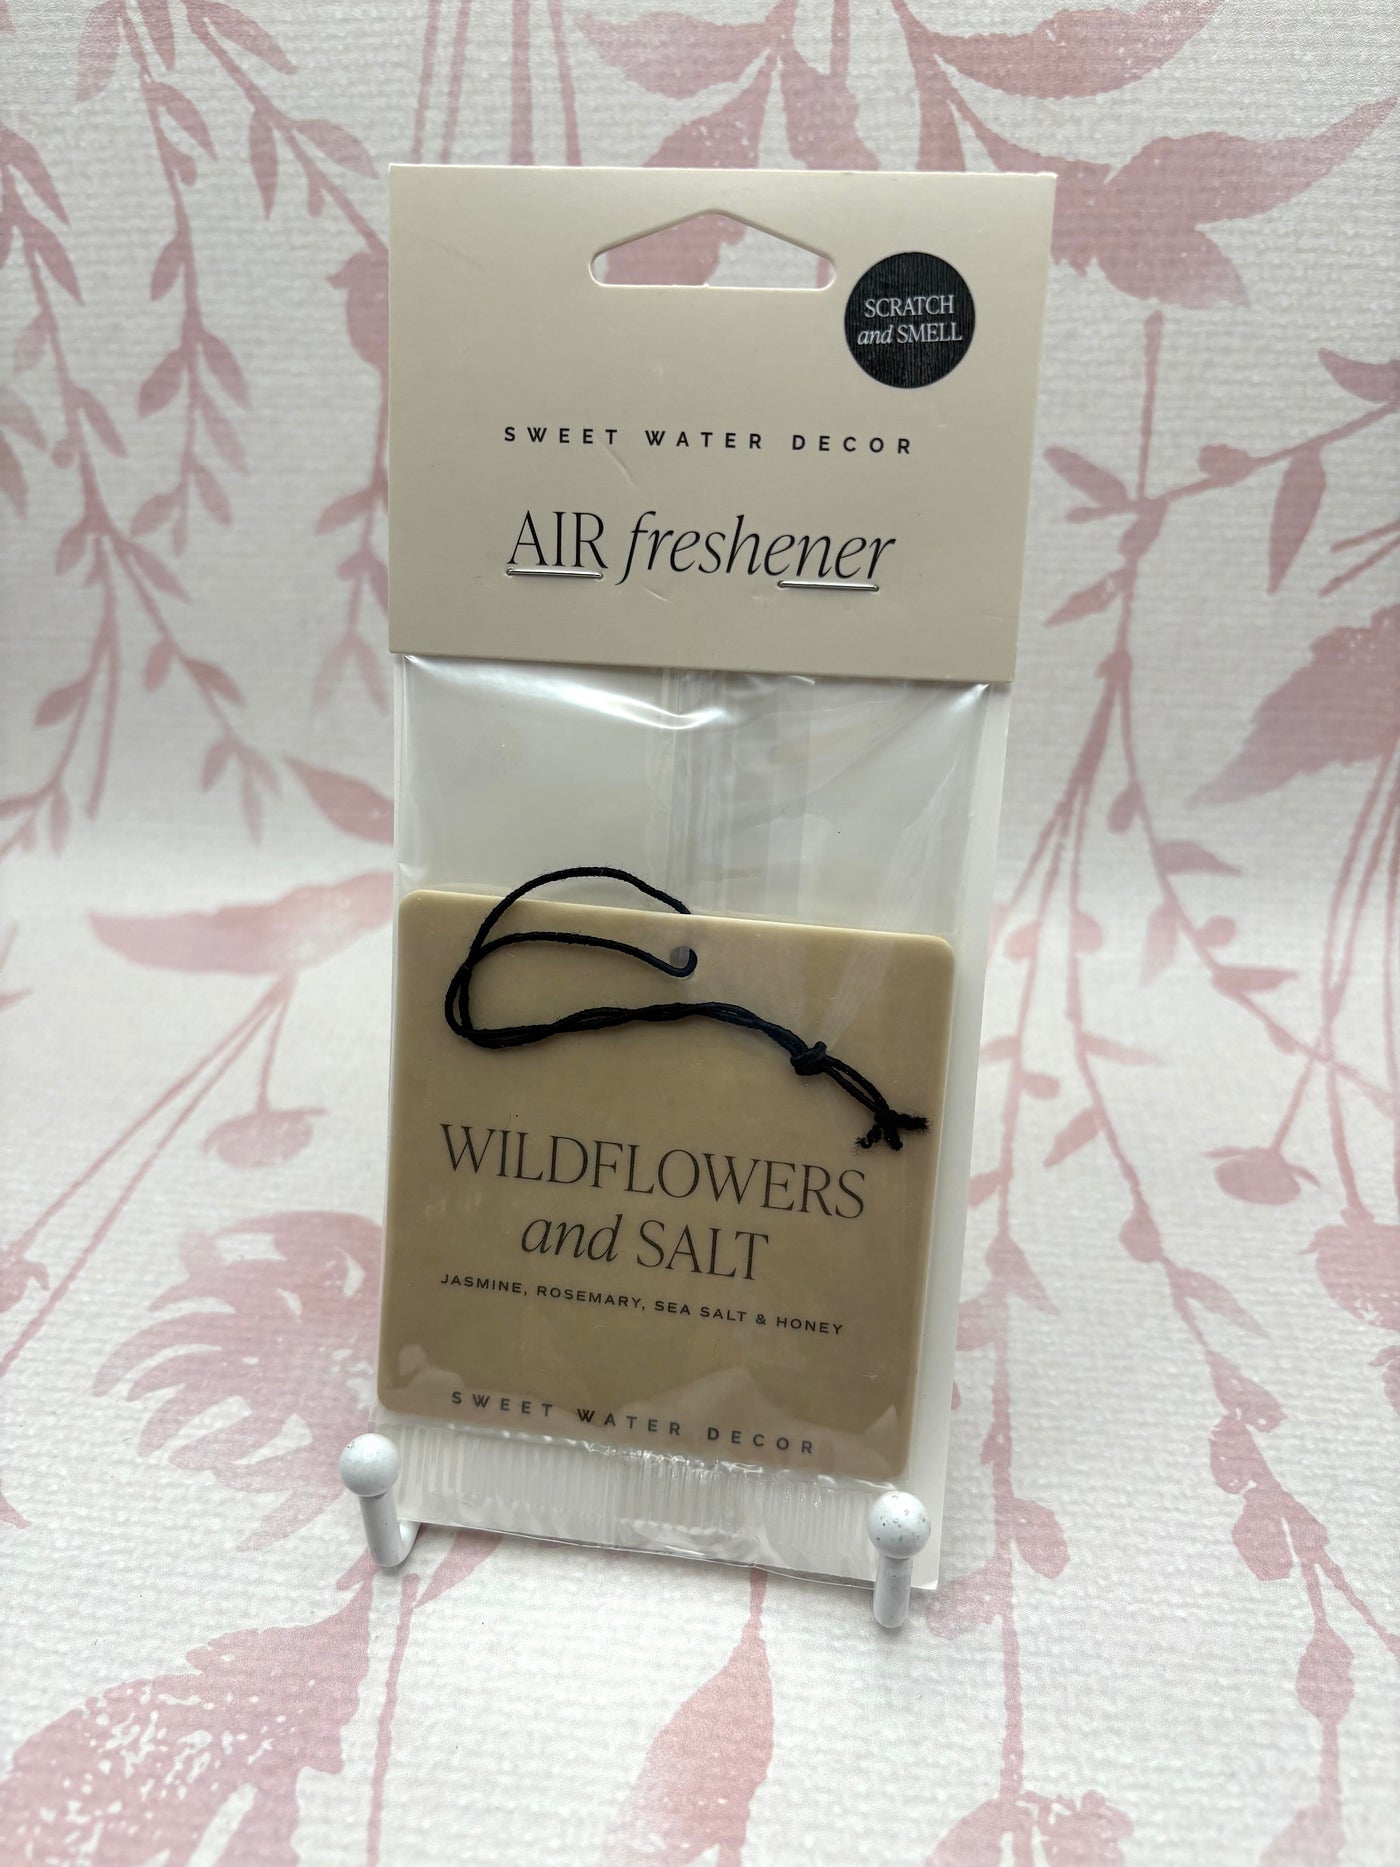 SCRATCH
and SMELL
SWEET WATER DECOR
AIR freshener
WILDFLOWERS
and SALT
JASMINE, ROSEMARY, SEA SALT & HONEY
SWEET WATER DECOR